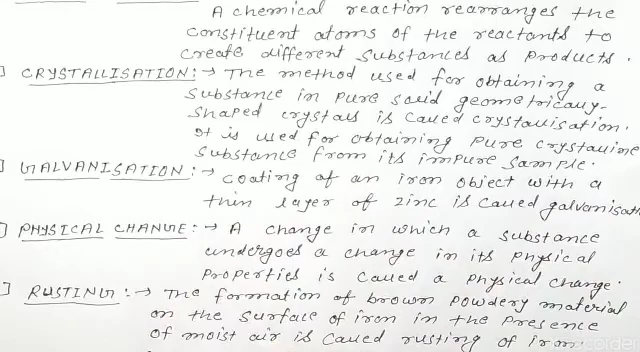 A chemical reaction rearranges the
constituent atoms of the reactants to
create different substances as products.
] CRYSTALLISATION:→ The method used for obtaining a
substance in pure solid geometrically-
shaped crystals is called crystallisation.
It is used for obtaining pure crystalline
substance from its impure sample.
] GALVANISATION:→ coating of an iron object with a
thin layer of zinc is called galvanisat
] PHYSICAL CHANGE:→ A change in which a substance
undergoes a change in its physical
properties is called a physical change.
] RUSTING:→ The formation of brown powdery material
on the surface of iron in the presence
of moist air is called rusting of iron